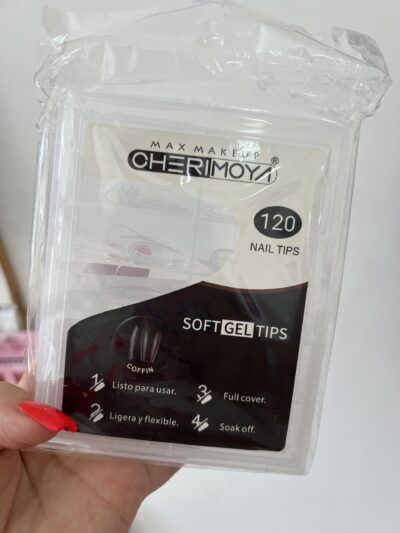 MAX MAKEUP
CHERIMOYA®
120
NAIL TIPS
SOFT GEL TIPS
COFFIN
1 Listo para usar.
3 Full cover.
2 Ligera y flexible.
4 Soak off.